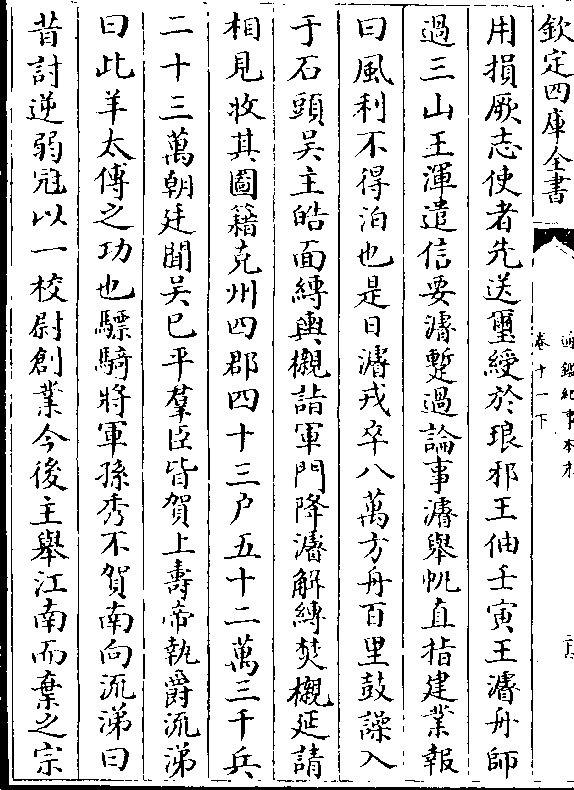 欽定四庫全書
通鑑紀事本末
卷十一下
用損厥志使者先送璽綬於琅邪王伷壬寅王濬舟師
過三山王渾遣信要濬蹔過論事濬舉帆直指建業報
曰風利不得泊也是日濬戎卒八萬方舟百里鼓譟入
于石頭吳主皓面縛輿櫬詣軍門降濬解縛焚櫬延請
相見收其圖籍克州四郡四十三户五十二萬三千兵
二十三萬朝廷聞吳已平羣臣皆賀上壽帝執爵流涕
曰此羊太傅之功也驃騎將軍孫秀不賀南向流涕曰
昔討逆弱冠以一校尉創業今後主舉江南而棄之宗